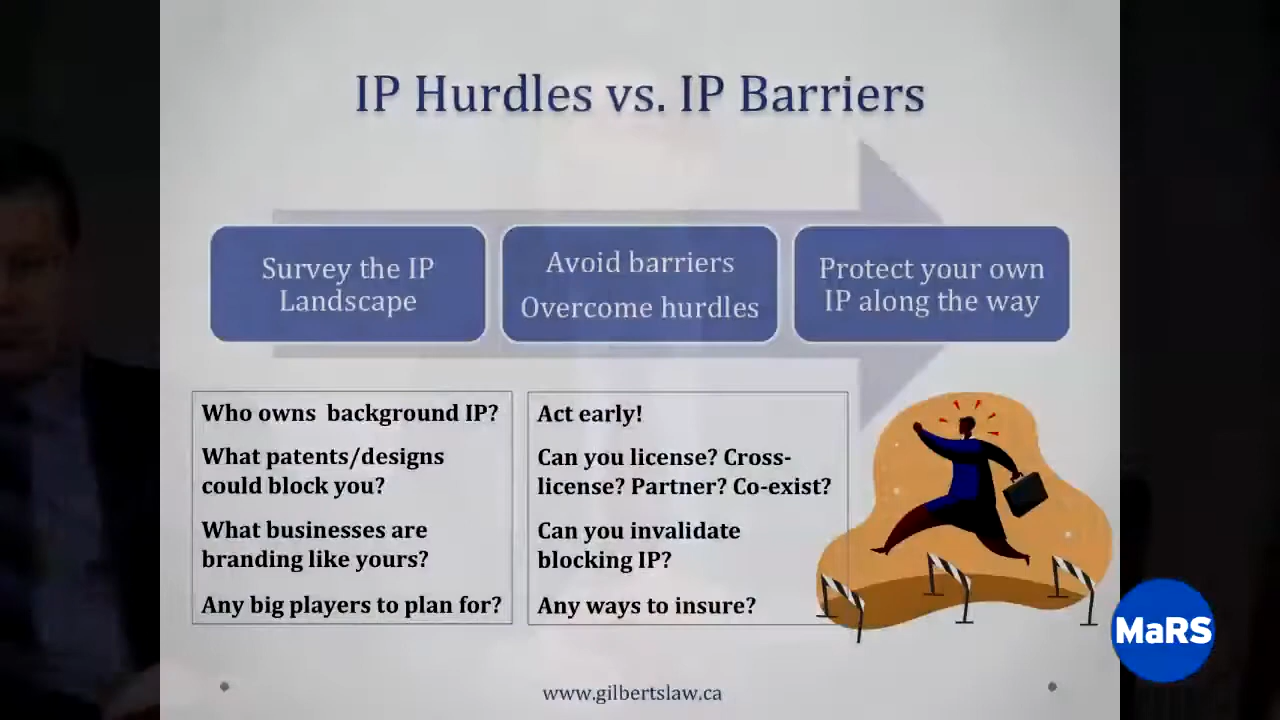 IP Hurdles vs. IP Barriers
Survey the IP
Landscape
Avoid barriers
Overcome hurdles
Protect your own
IP along the way
Who owns  background IP?
What patents/designs
could block you?
What businesses are
branding like yours?
Any big players to plan for?
Act early!
Can you license? Cross-
license? Partner? Co-exist?
Can you invalidate
blocking IP?
Any ways to insure?
MaRS
www.gilbertslaw.ca